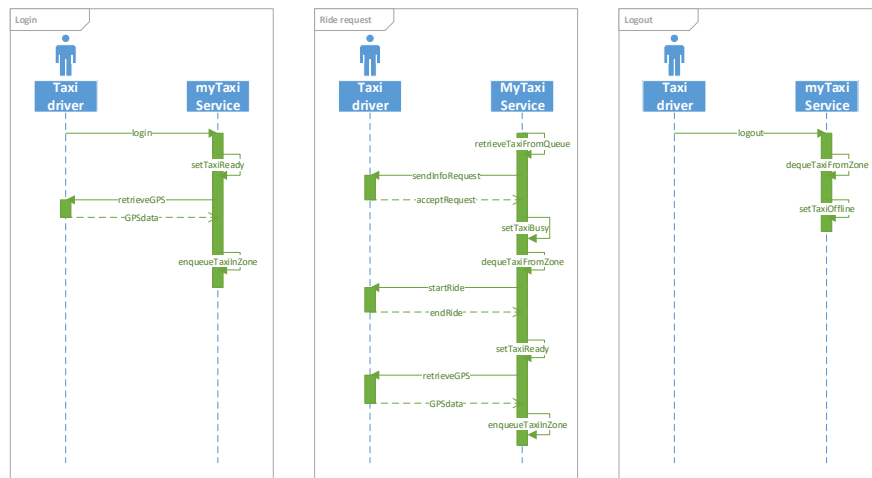 Login
Taxi
driver
myTaxi
Service
login
setTaxiReady
retrieveGPS
GPSdata
enqueueTaxiInZone
Ride request
Taxi
driver
MyTaxi
Service
retrieveTaxiFromQueue
sendInfoRequest
acceptRequest
setTaxiBusy
dequeTaxiFromZone
startRide
endRide
setTaxiReady
retrieveGPS
GPSdata
enqueueTaxiInZone
Logout
Taxi
driver
myTaxi
Service
logout
dequeTaxiFromZone
setTaxiOffline